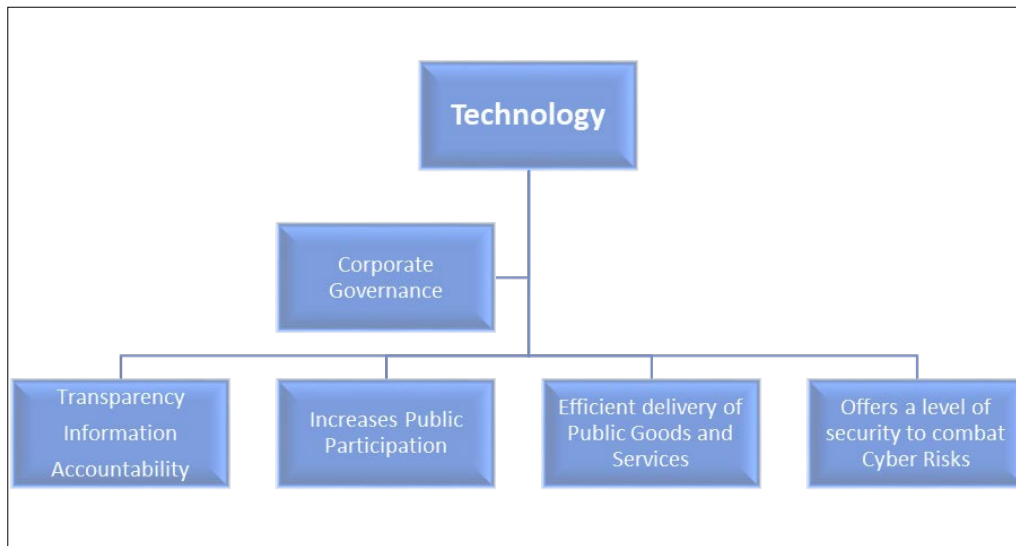 Technology
Corporate
Governance
Transparency
Information
Accountability
Increases Public
Participation
Efficient delivery of
Public Goods and
Services
Offers a level of
security to combat
Cyber Risks